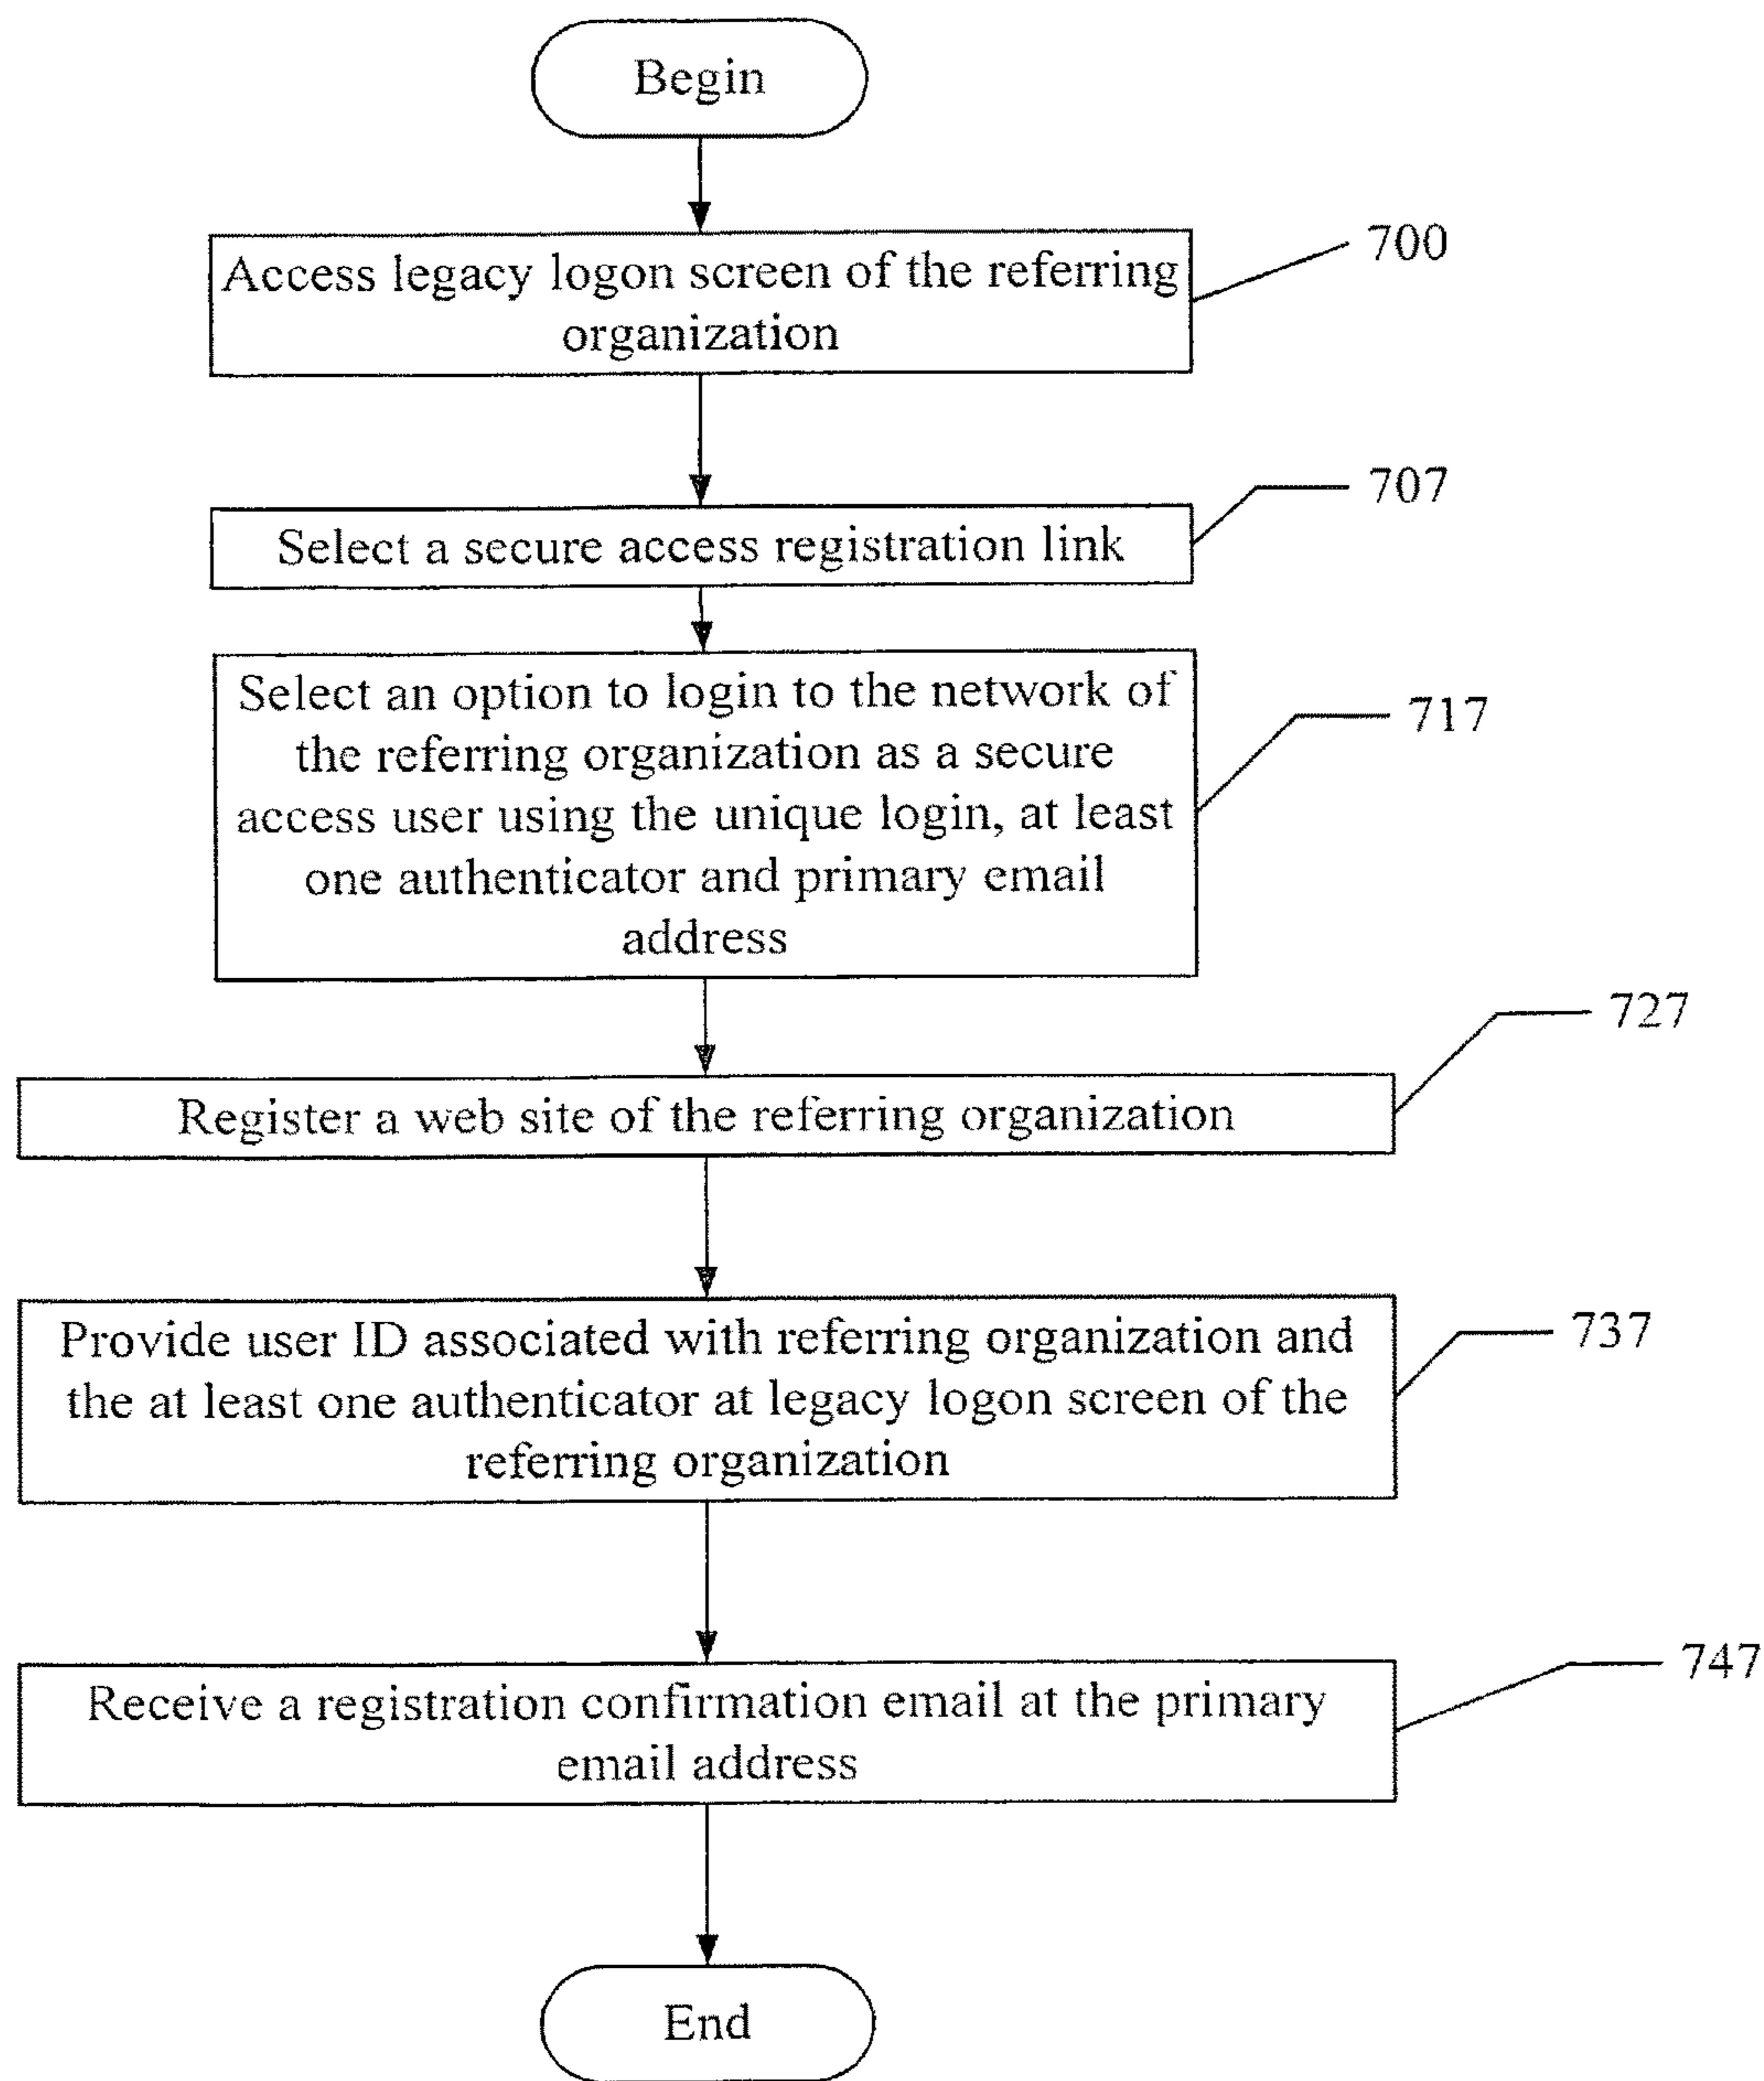 Begin
Access legacy logon screen of the referring
organization
700
Select a secure access registration link
707
Select an option to login to the network of
the referring organization as a secure
access user using the unique login, at least
one authenticator and primary email
address
717
Register a web site of the referring organization
727
Provide user ID associated with referring organization and
the at least one authenticator at legacy logon screen of the
referring organization
737
Receive a registration confirmation email at the primary
email address
747
End